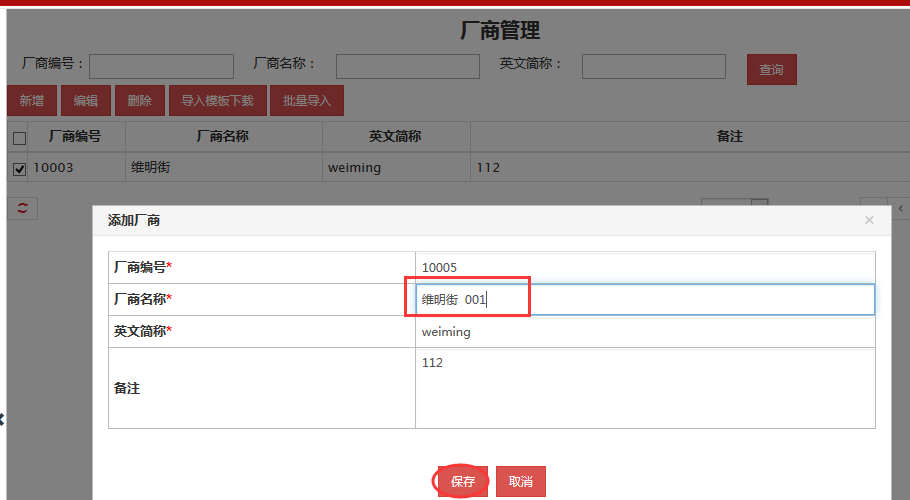 厂商管理
厂商编号： 厂商名称： 英文简称： 查询
新增 编辑 删除 导入模板下载 批量导入
厂商编号 厂商名称 英文简称 备注
10003 维明街 weiming 112
添加厂商 ×
厂商编号* 10005
厂商名称* 维明街 001
英文简称* weiming
备注 112
保存 取消